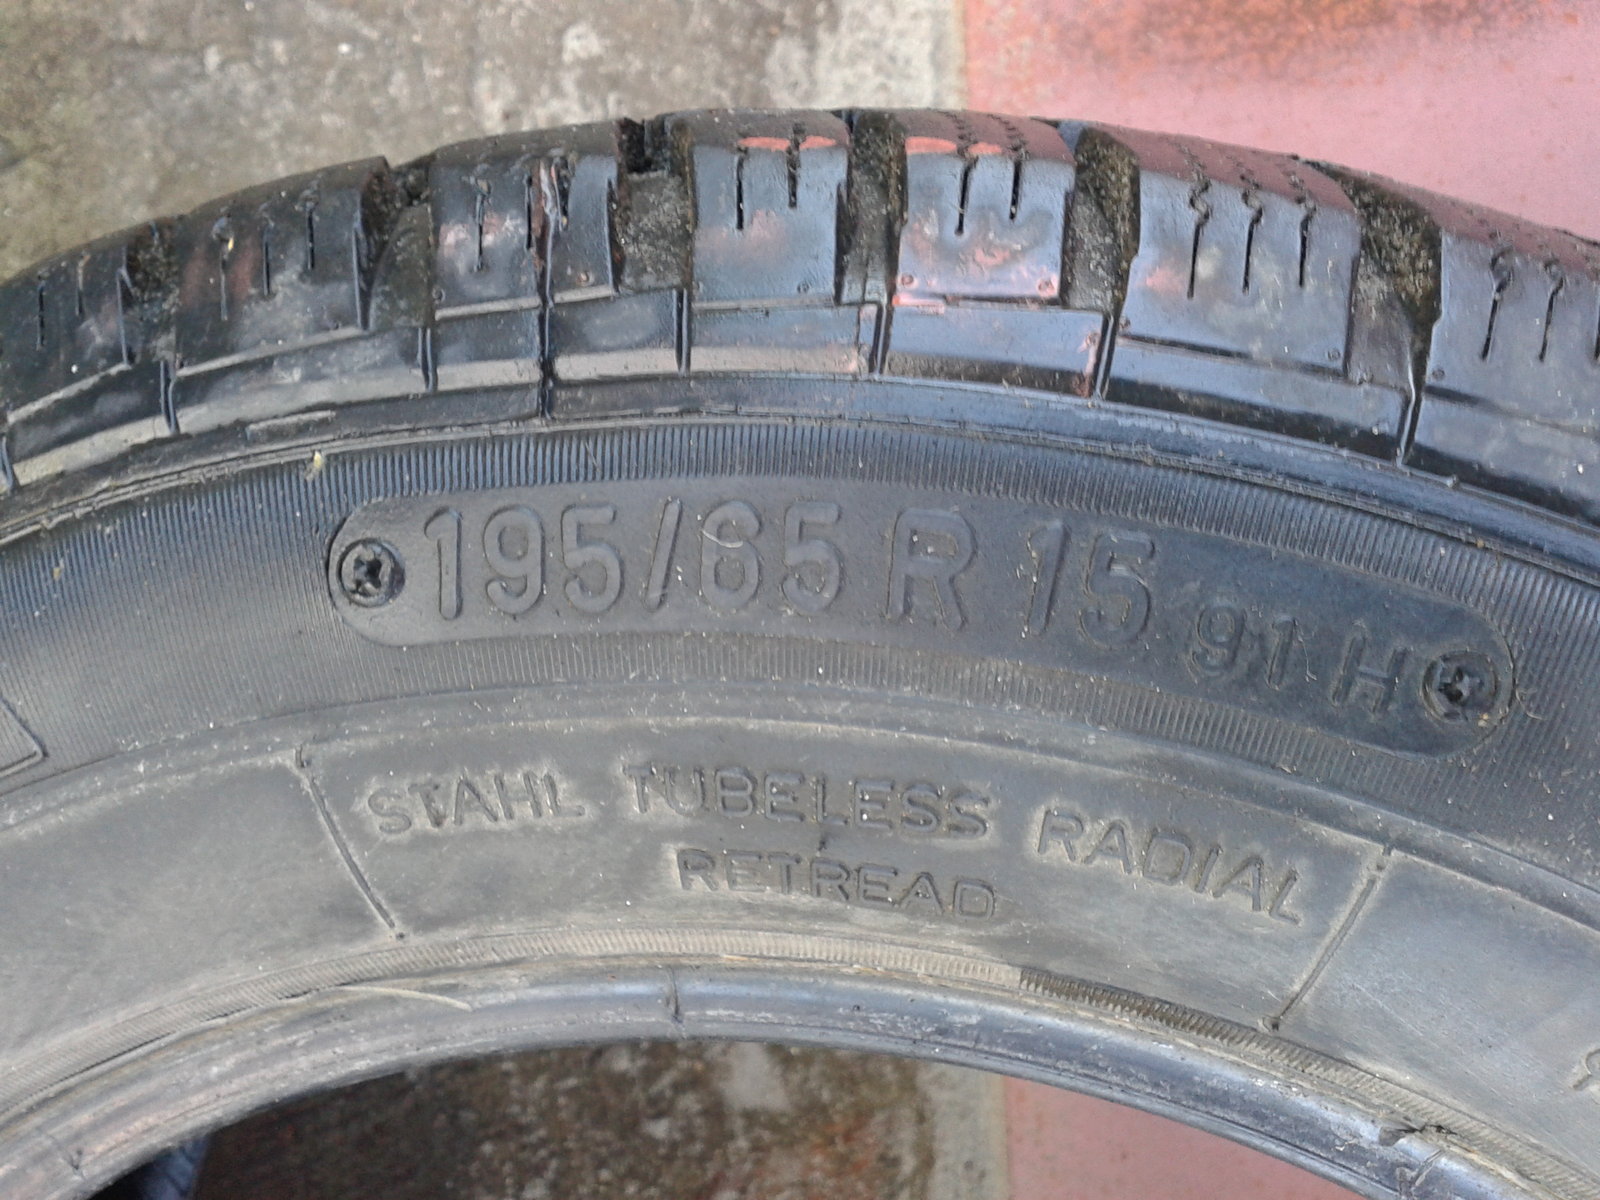 195/65 R 15 91 H
STAHL TUBELESS RADIAL
RETREAD